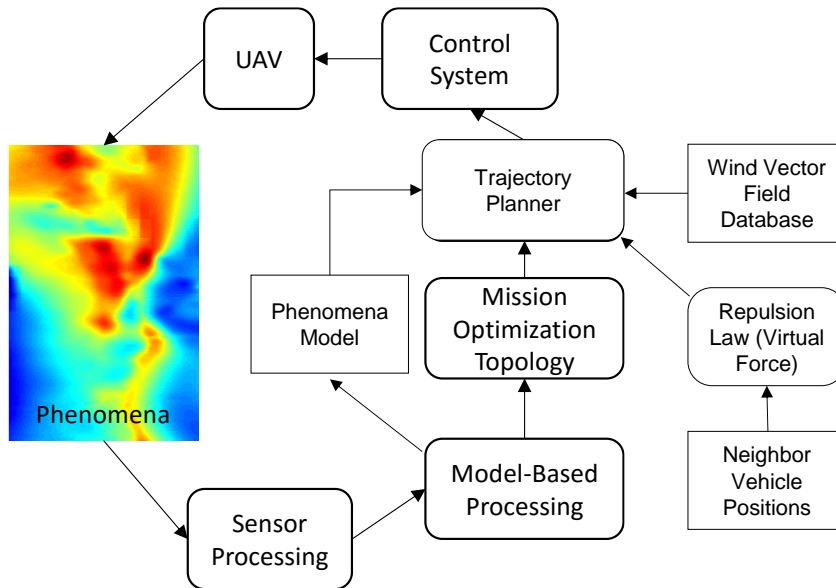 UAV
Control
System
Trajectory
Planner
Wind Vector
Field
Database
Phenomena
Model
Mission
Optimization
Topology
Repulsion
Law (Virtual
Force)
Phenomena
Sensor
Processing
Model-Based
Processing
Neighbor
Vehicle
Positions